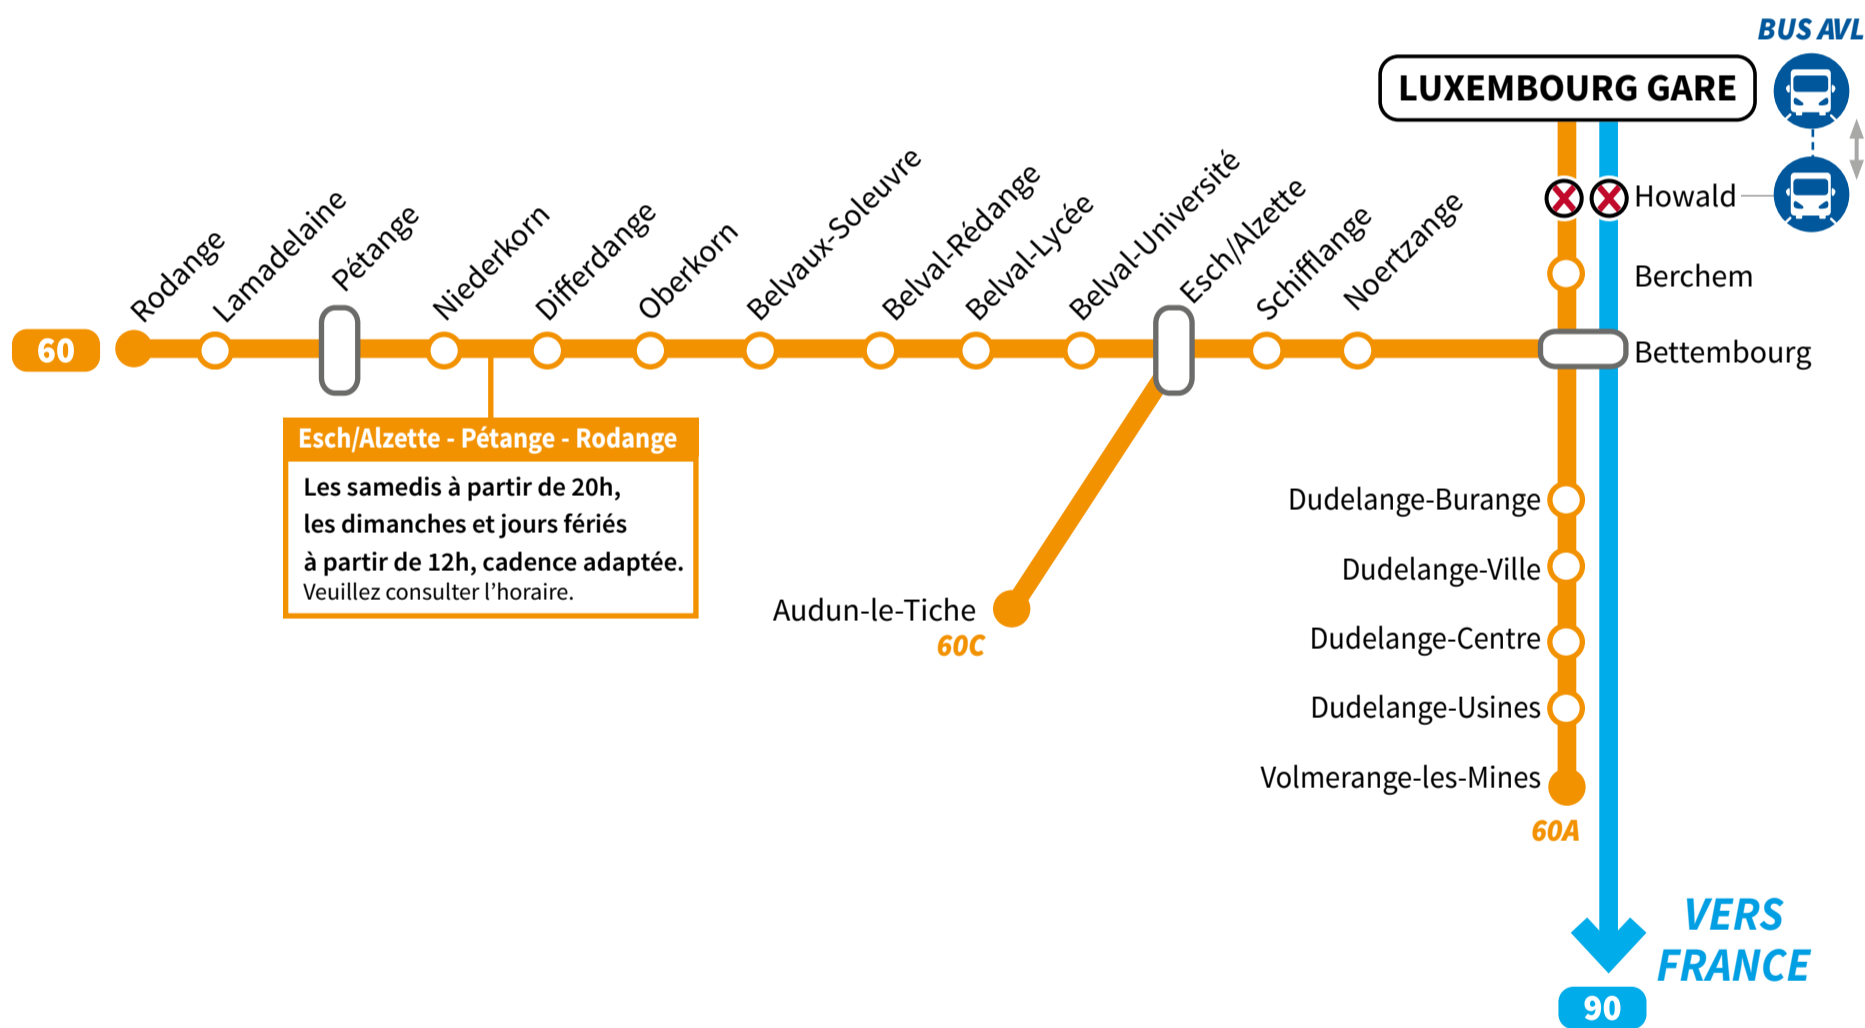 BUS AVL
LUXEMBOURG GARE
Howald
Berchem
Bettembourg
Rodange
Lamadelaine
Pétange
Niederkorn
Differdange
Oberkorn
Belvaux-Soleuvre
Belval-Rédange
Belval-Lycée
Belval-Université
Esch/Alzette
Schifflange
Noertzange
60
Esch/Alzette - Pétange - Rodange
Les samedis à partir de 20h,
les dimanches et jours fériés
à partir de 12h, cadence adaptée.
Veuillez consulter l’horaire.
Audun-le-Tiche
60C
Dudelange-Burange
Dudelange-Ville
Dudelange-Centre
Dudelange-Usines
Volmerange-les-Mines
60A
VERS
FRANCE
90